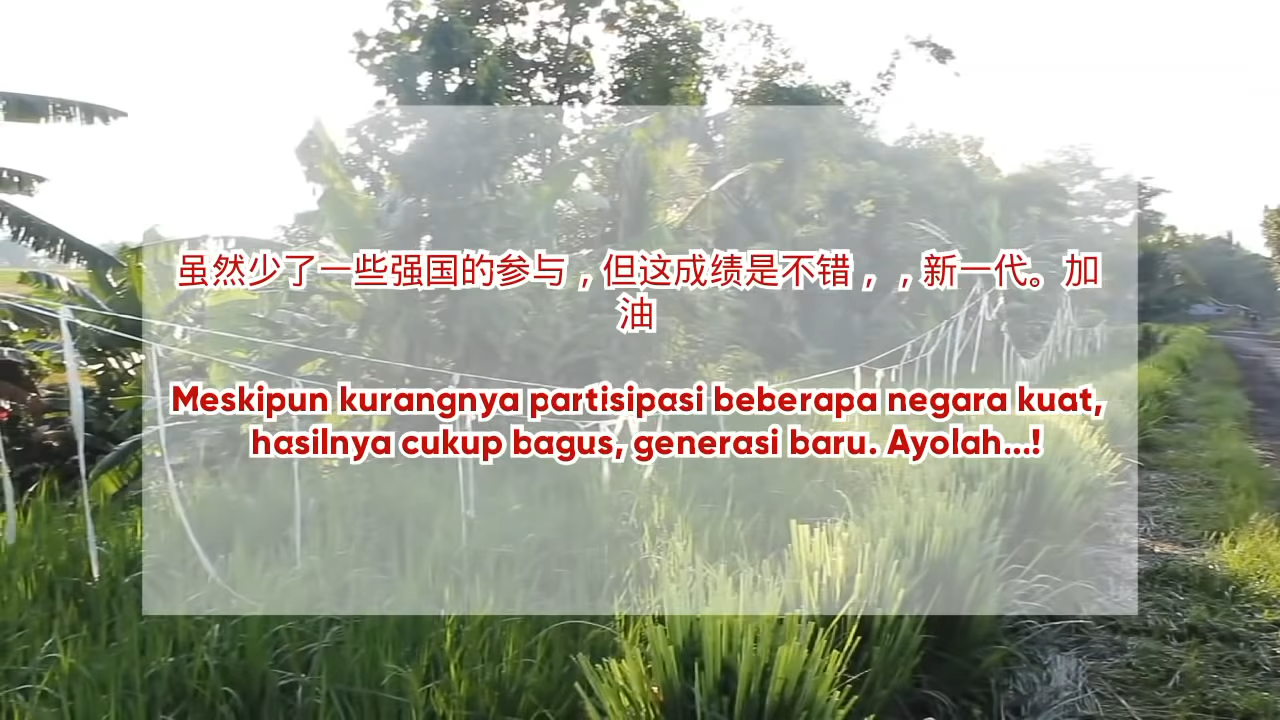 虽然少了一些强国的参与，但这成绩是不错，，新一代。加
油
Meskipun kurangnya partisipasi beberapa negara kuat,
hasilnya cukup bagus, generasi baru. Ayolah...!